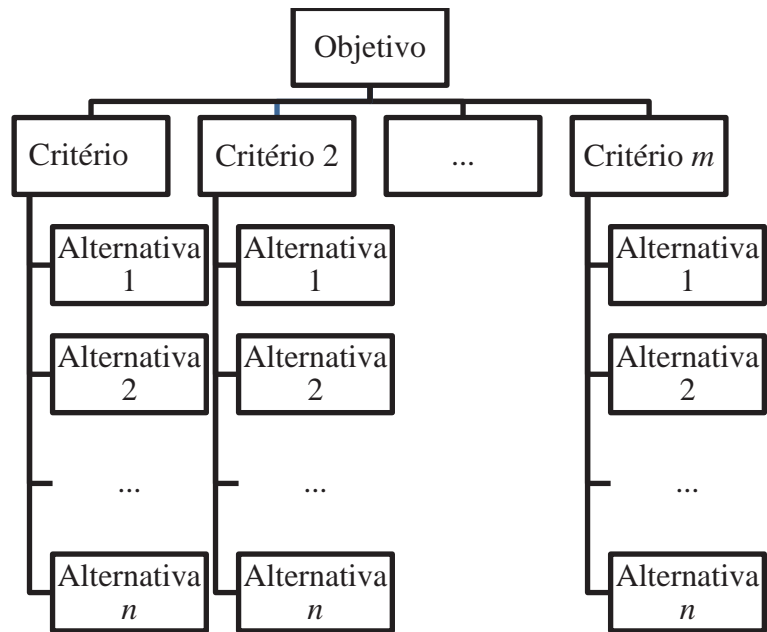 Objetivo
Critério
Critério 2
...
Critério m
Alternativa
1
Alternativa
1
Alternativa
1
Alternativa
2
Alternativa
2
Alternativa
2
...
...
...
Alternativa
n
Alternativa
n
Alternativa
n